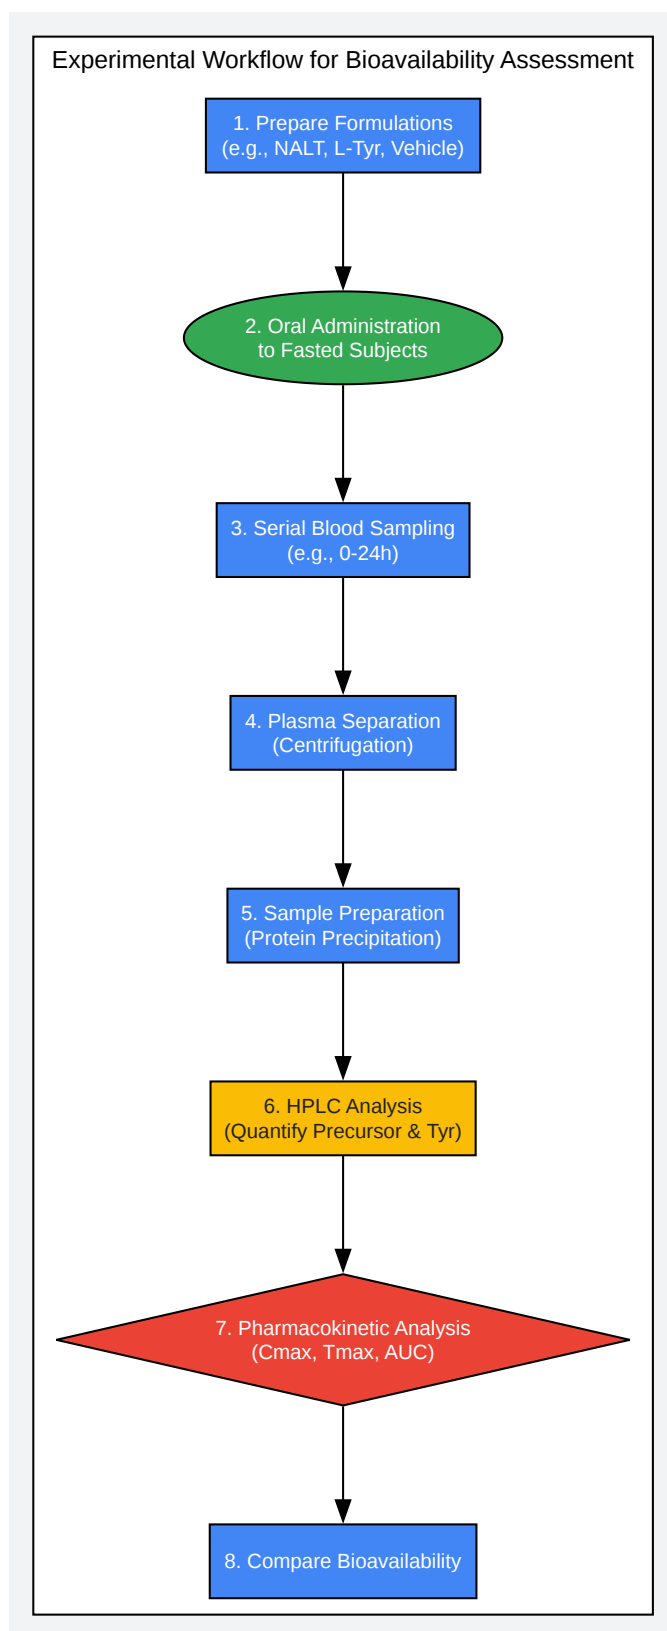 Experimental Workflow for Bioavailability Assessment
1. Prepare Formulations
(e.g., NALT, L-Tyr, Vehicle)
2. Oral Administration
to Fasted Subjects
3. Serial Blood Sampling
(e.g., 0-24h)
4. Plasma Separation
(Centrifugation)
5. Sample Preparation
(Protein Precipitation)
6. HPLC Analysis
(Quantify Precursor & Tyr)
7. Pharmacokinetic Analysis
(Cmax, Tmax, AUC)
8. Compare Bioavailability